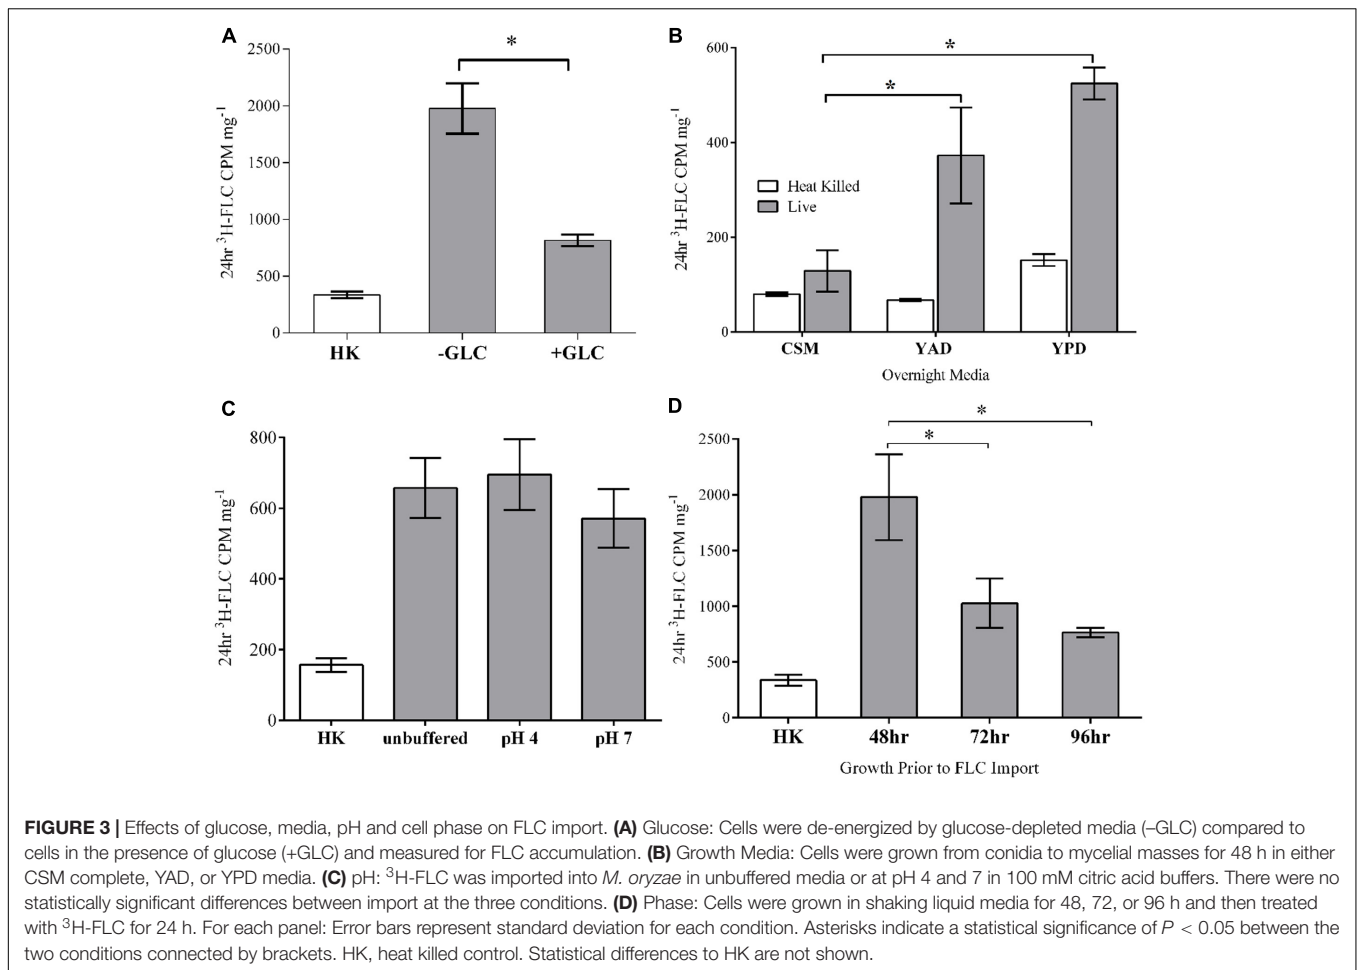 A
2500
2000
1500
1000
500
0
24hr ³H-FLC CPM mg⁻¹
*
HK
-GLC
+GLC
B
600
400
200
0
24hr ³H-FLC CPM mg⁻¹
*
*
Heat Killed
Live
CSM
YAD
YPD
Overnight Media
C
800
600
400
200
0
24hr ³H-FLC CPM mg⁻¹
HK
unbuffered
pH 4
pH 7
D
2500
2000
1500
1000
500
0
24hr ³H-FLC CPM mg⁻¹
*
*
HK
48hr
72hr
96hr
Growth Prior to FLC Import
FIGURE 3 | Effects of glucose, media, pH and cell phase on FLC import. (A) Glucose: Cells were de-energized by glucose-depleted media (–GLC) compared to
cells in the presence of glucose (+GLC) and measured for FLC accumulation. (B) Growth Media: Cells were grown from conidia to mycelial masses for 48 h in either
CSM complete, YAD, or YPD media. (C) pH: ³H-FLC was imported into M. oryzae in unbuffered media or at pH 4 and 7 in 100 mM citric acid buffers. There were no
statistically significant differences between import at the three conditions. (D) Phase: Cells were grown in shaking liquid media for 48, 72, or 96 h and then treated
with ³H-FLC for 24 h. For each panel: Error bars represent standard deviation for each condition. Asterisks indicate a statistical significance of P < 0.05 between the
two conditions connected by brackets. HK, heat killed control. Statistical differences to HK are not shown.